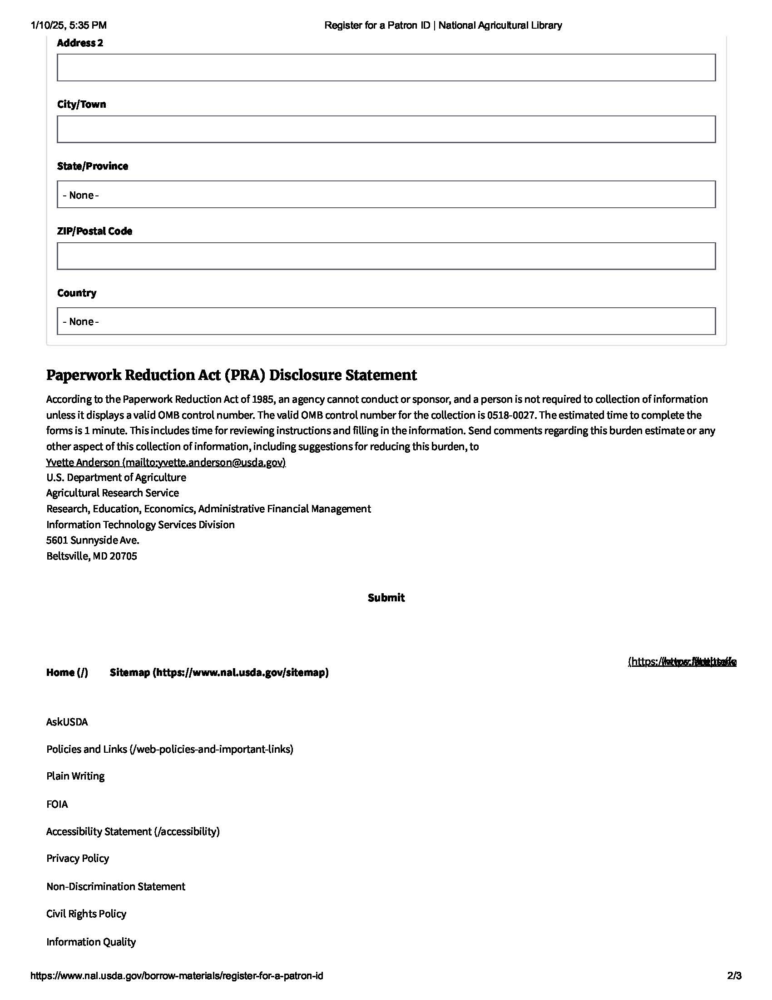 1/10/25, 5:35 PM Register for a Patron ID | National Agricultural Library
Address 2
City/Town
State/Province
- None -
ZIP/Postal Code
Country
- None -
Paperwork Reduction Act (PRA) Disclosure Statement
According to the Paperwork Reduction Act of 1985, an agency cannot conduct or sponsor, and a person is not required to collection of information
unless it displays a valid OMB control number. The valid OMB control number for the collection is 0518-0027. The estimated time to complete the
forms is 1 minute. This includes time for reviewing instructions and filling in the information. Send comments regarding this burden estimate or any
other aspect of this collection of information, including suggestions for reducing this burden, to
Yvette Anderson (mailto:yvette.anderson@usda.gov)
U.S. Department of Agriculture
Agricultural Research Service
Research, Education, Economics, Administrative Financial Management
Information Technology Services Division
5601 Sunnyside Ave.
Beltsville, MD 20705
Submit
(https:/
Home (/) Sitemap (https://www.nal.usda.gov/sitemap)
AskUSDA
Policies and Links (/web-policies-and-important-links)
Plain Writing
FOIA
Accessibility Statement (/accessibility)
Privacy Policy
Non-Discrimination Statement
Civil Rights Policy
Information Quality
https://www.nal.usda.gov/borrow-materials/register-for-a-patron-id 2/3